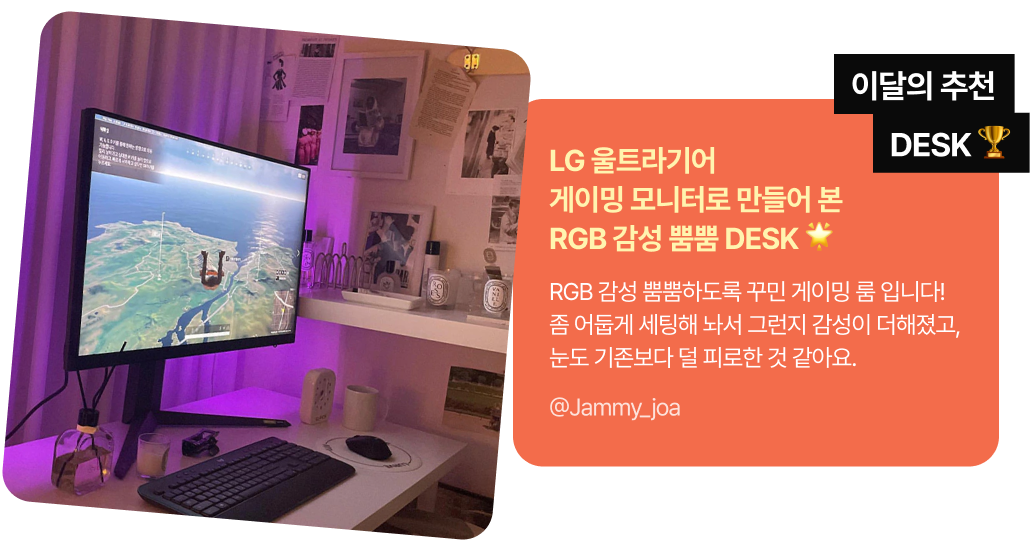 이달의 추천
DESK
LG 울트라기어
게이밍 모니터로 만들어 본
RGB 감성 뿜뿜 DESK
RGB 감성 뿜뿜하도록 꾸민 게이밍 룸 입니다!
좀 어둡게 세팅해 놔서 그런지 감성이 더해졌고,
눈도 기존보다 덜 피로한 것 같아요.
@Jammy_joa